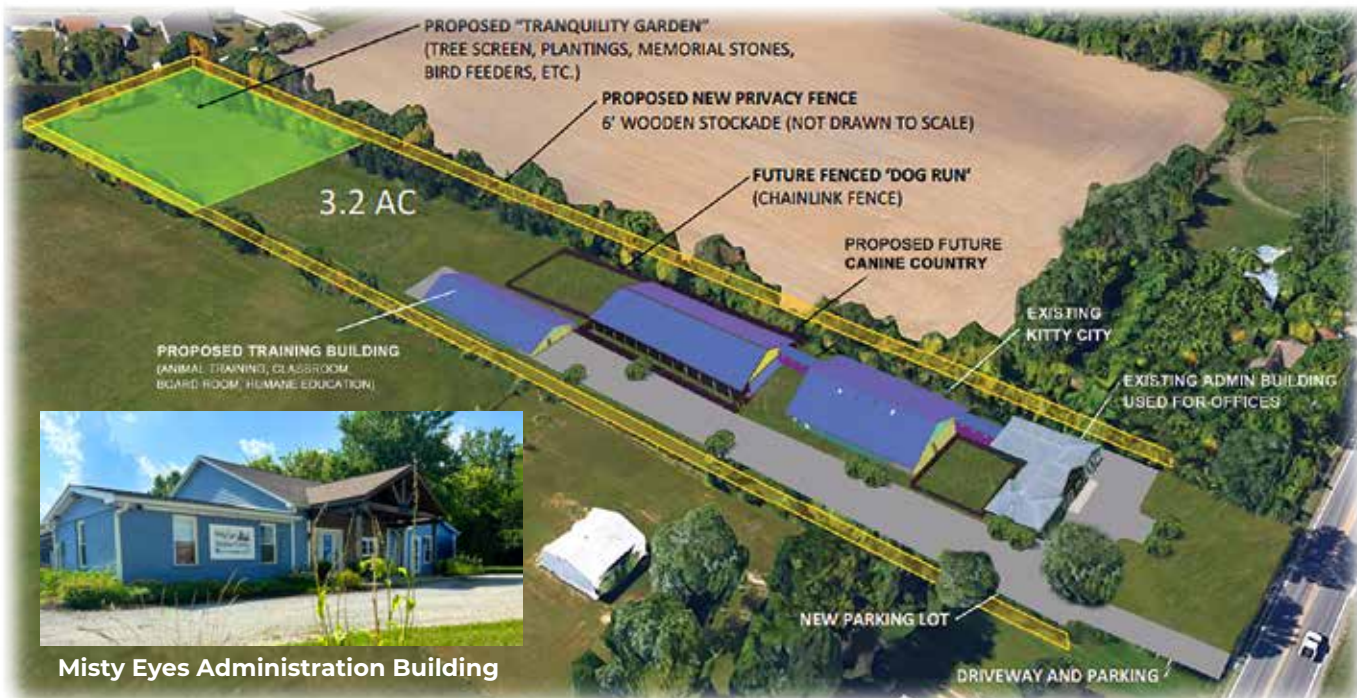 PROPOSED "TRANQUILITY GARDEN"
(TREE SCREEN, PLANTINGS, MEMORIAL STONES,
BIRD FEEDERS, ETC.)
PROPOSED NEW PRIVACY FENCE
6' WOODEN STOCKADE (NOT DRAWN TO SCALE)
FUTURE FENCED 'DOG RUN'
(CHAINLINK FENCE)
3.2 AC
PROPOSED FUTURE
CANINE COUNTRY
EXISTING
KITTY CITY
PROPOSED TRAINING BUILDING
(ANIMAL TRAINING, CLASSROOM,
BOARD ROOM, HUMANE EDUCATION)
EXISTING ADMIN BUILDING
USED FOR OFFICES
NEW PARKING LOT
DRIVEWAY AND PARKING
Misty Eyes Administration Building